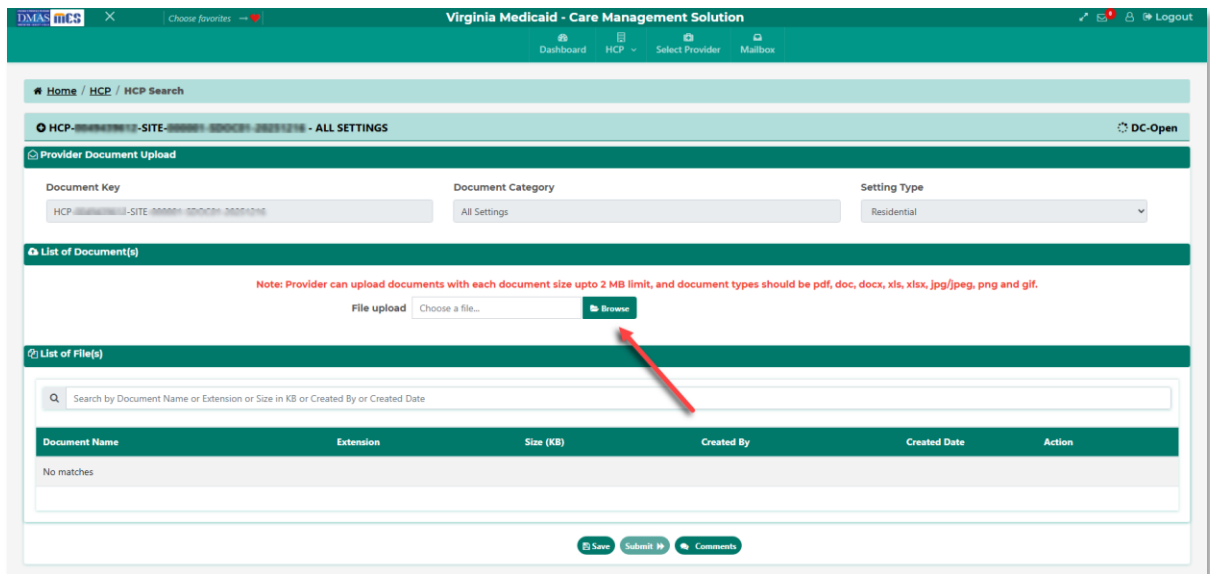 DMAS mcs Choose favorites Virginia Medicaid - Care Management Solution Logout
Dashboard HCP Select Provider Mailbox
Home / HCP / HCP Search
HCP- -SITE- - ALL SETTINGS DC-Open
Provider Document Upload
Document Key Document Category Setting Type
HCP- -SITE- All Settings Residential
List of Document(s)
Note: Provider can upload documents with each document size upto 2 MB limit, and document types should be pdf, doc, docx, xls, xlsx, jpg/jpeg, png and gif.
File upload Choose a file... Browse
List of File(s)
Search by Document Name or Extension or Size in KB or Created By or Created Date
Document Name Extension Size (KB) Created By Created Date Action
No matches
Save Submit Comments